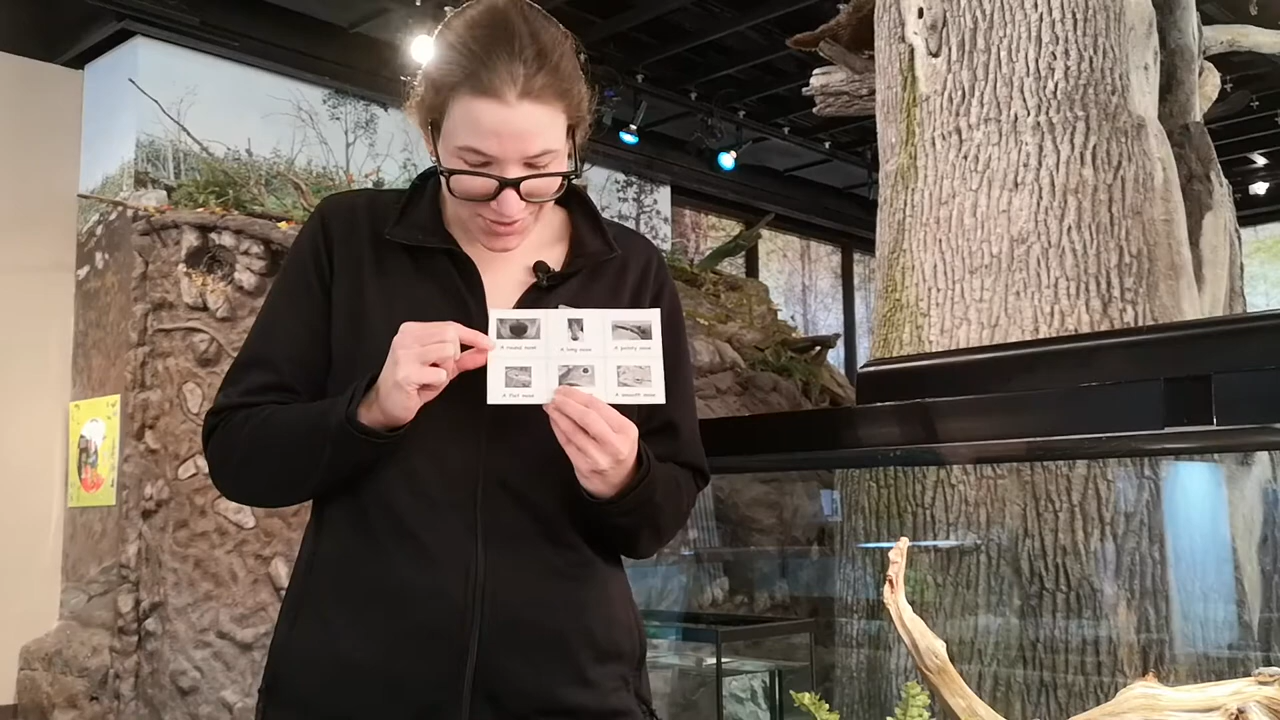 A round nose
A long nose
A pointy nose
A flat nose
A smooth nose